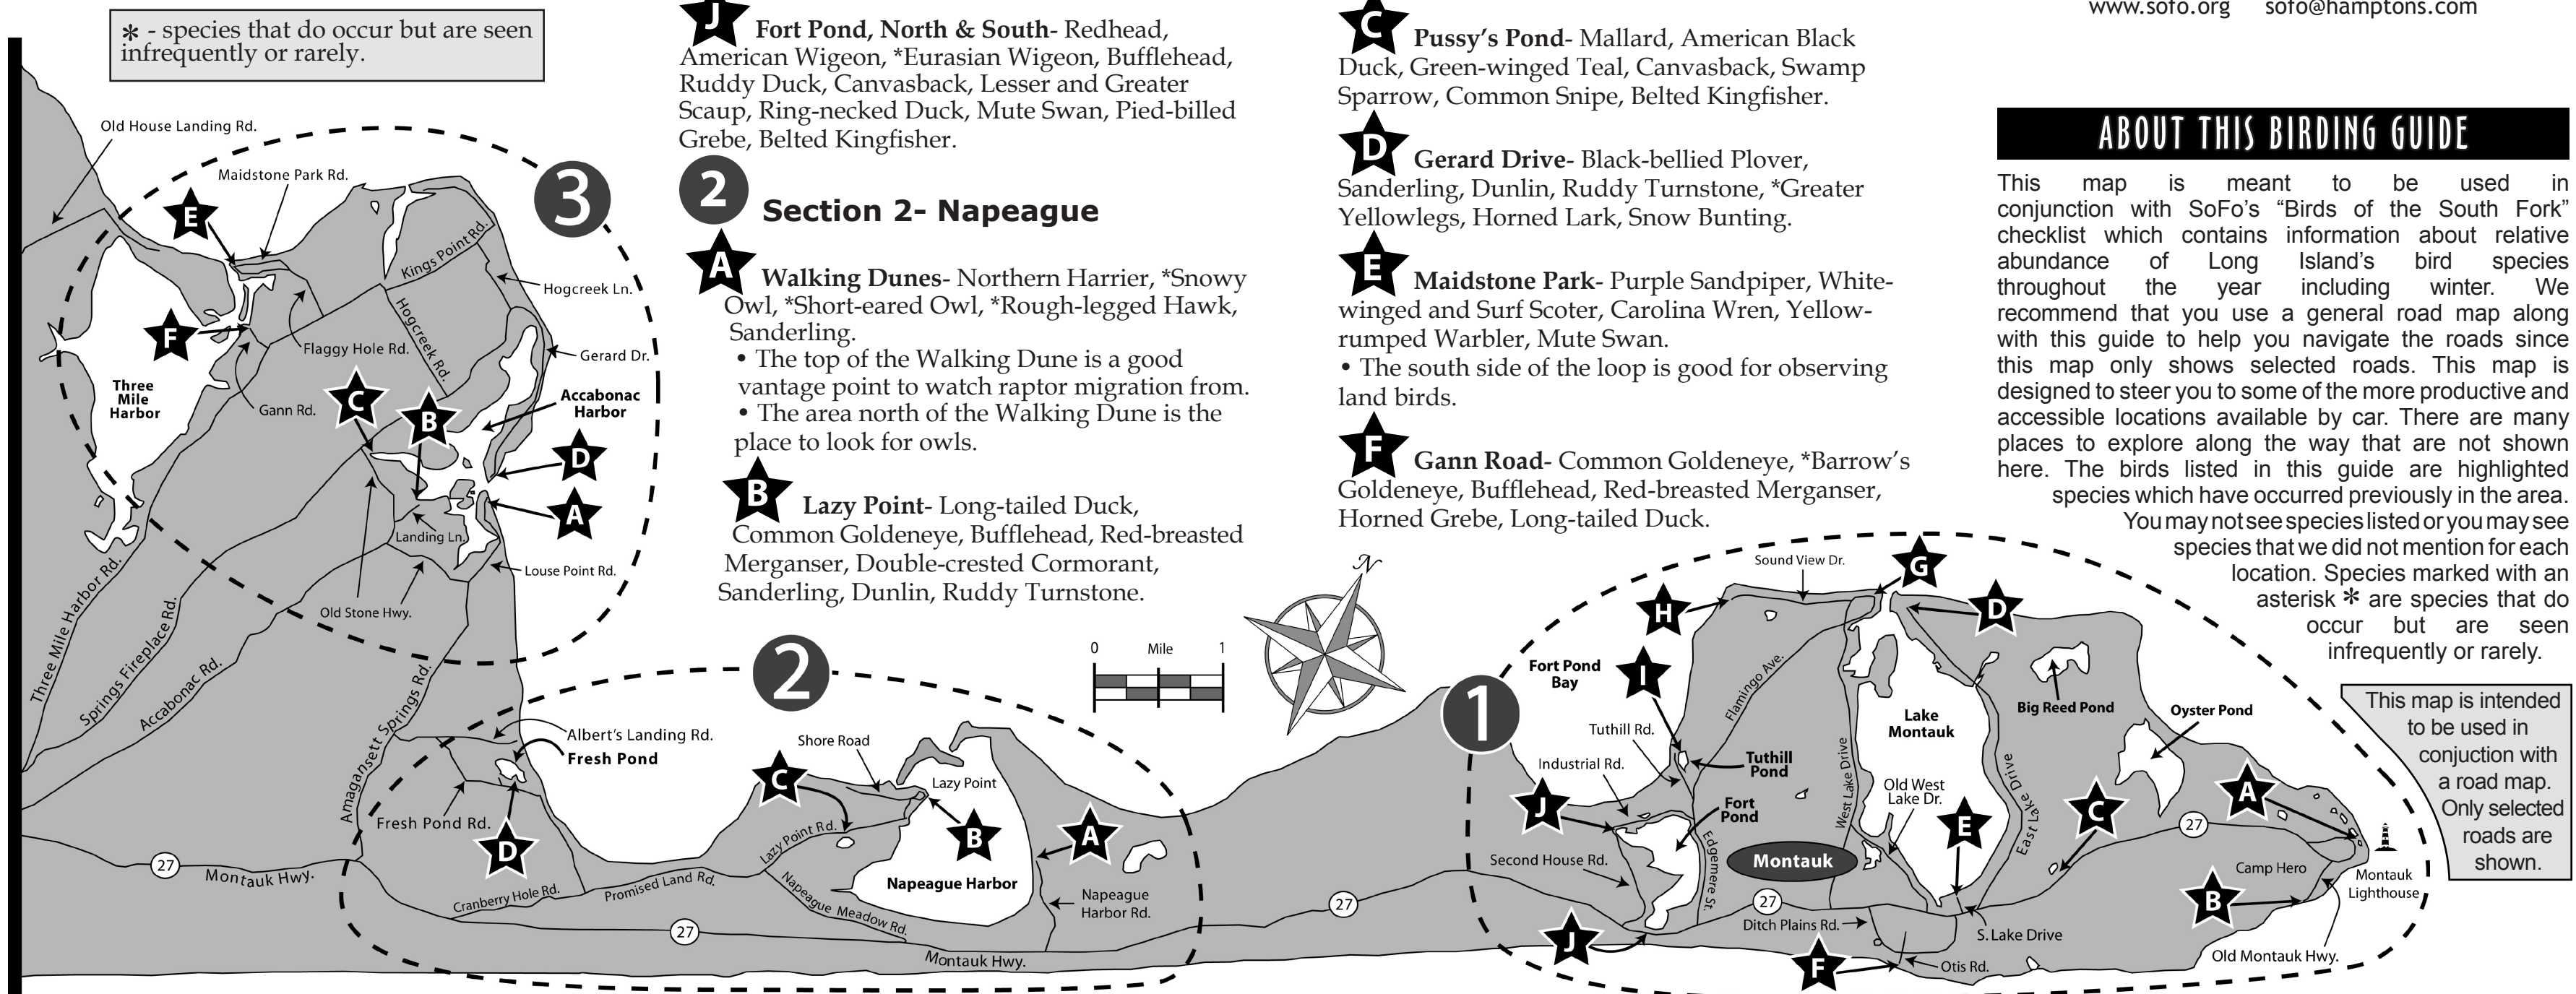 * - species that do occur but are seen
infrequently or rarely.
J Fort Pond, North & South- Redhead,
American Wigeon, *Eurasian Wigeon, Bufflehead,
Ruddy Duck, Canvasback, Lesser and Greater
Scaup, Ring-necked Duck, Mute Swan, Pied-billed
Grebe, Belted Kingfisher.
2 Section 2- Napeague
A Walking Dunes- Northern Harrier, *Snowy
Owl, *Short-eared Owl, *Rough-legged Hawk,
Sanderling.
• The top of the Walking Dune is a good
vantage point to watch raptor migration from.
• The area north of the Walking Dune is the
place to look for owls.
B Lazy Point- Long-tailed Duck,
Common Goldeneye, Bufflehead, Red-breasted
Merganser, Double-crested Cormorant,
Sanderling, Dunlin, Ruddy Turnstone.
C Pussy's Pond- Mallard, American Black
Duck, Green-winged Teal, Canvasback, Swamp
Sparrow, Common Snipe, Belted Kingfisher.
D Gerard Drive- Black-bellied Plover,
Sanderling, Dunlin, Ruddy Turnstone, *Greater
Yellowlegs, Horned Lark, Snow Bunting.
E Maidstone Park- Purple Sandpiper, White-
winged and Surf Scoter, Carolina Wren, Yellow-
rumped Warbler, Mute Swan.
• The south side of the loop is good for observing
land birds.
F Gann Road- Common Goldeneye, *Barrow's
Goldeneye, Bufflehead, Red-breasted Merganser,
Horned Grebe, Long-tailed Duck.
www.sofo.org sofo@hamptons.com
ABOUT THIS BIRDING GUIDE
This map is meant to be used in
conjunction with SoFo's “Birds of the South Fork”
checklist which contains information about relative
abundance of Long Island's bird species
throughout the year including winter. We
recommend that you use a general road map along
with this guide to help you navigate the roads since
this map only shows selected roads. This map is
designed to steer you to some of the more productive and
accessible locations available by car. There are many
places to explore along the way that are not shown
here. The birds listed in this guide are highlighted
species which have occurred previously in the area.
You may not see species listed or you may see
species that we did not mention for each
location. Species marked with an
asterisk * are species that do
occur but are seen
infrequently or rarely.
This map is intended
to be used in
conjuction with
a road map.
Only selected
roads are
shown.
3
Old House Landing Rd.
Maidstone Park Rd.
E
Kings Point Rd.
Hogcreek Ln.
Hogcreek Rd.
F
Flaggy Hole Rd.
Gerard Dr.
Three
Mile
Harbor
Gann Rd.
C
B
Accabonac
Harbor
D
A
Landing Ln.
Louse Point Rd.
Old Stone Hwy.
Three Mile Harbor Rd.
Springs Fireplace Rd.
Accabonac Rd.
Amagansett Springs Rd.
2
Albert's Landing Rd.
Fresh Pond
Fresh Pond Rd.
D
27
Montauk Hwy.
Cranberry Hole Rd.
Promised Land Rd.
C
Shore Road
Lazy Point
Lazy Point Rd.
B
A
Napeague Harbor
Napeague Meadow Rd.
Napeague
Harbor Rd.
27
Montauk Hwy.
27
0 Mile 1
N
1
Sound View Dr.
G
H
D
Fort Pond
Bay
I
Flamingo Ave.
Tuthill Rd.
Tuthill
Pond
Industrial Rd.
J
Fort
Pond
Second House Rd.
Edgemere St.
Montauk
West Lake Drive
Old West
Lake Dr.
Lake
Montauk
E
East Lake Drive
Big Reed Pond
Oyster Pond
C
A
27
Camp Hero
Montauk
Lighthouse
B
Old Montauk Hwy.
27
Ditch Plains Rd.
S. Lake Drive
J
F
Otis Rd.